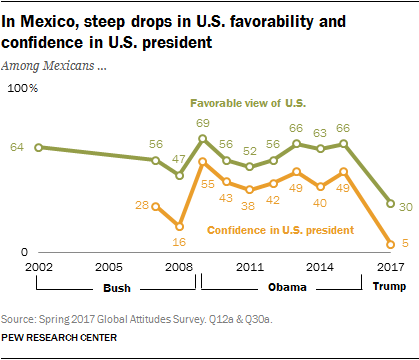 In Mexico, steep drops in U.S. favorability and
confidence in U.S. president
Among Mexicans ...
100%
Favorable view of U.S.
64 56 47 69 56 52 56 66 63 66 30
28 16 55 43 38 42 49 40 49 5
Confidence in U.S. president
0
2002 2005 2008 2011 2014 2017
Bush Obama Trump
Source: Spring 2017 Global Attitudes Survey. Q12a & Q30a.
PEW RESEARCH CENTER